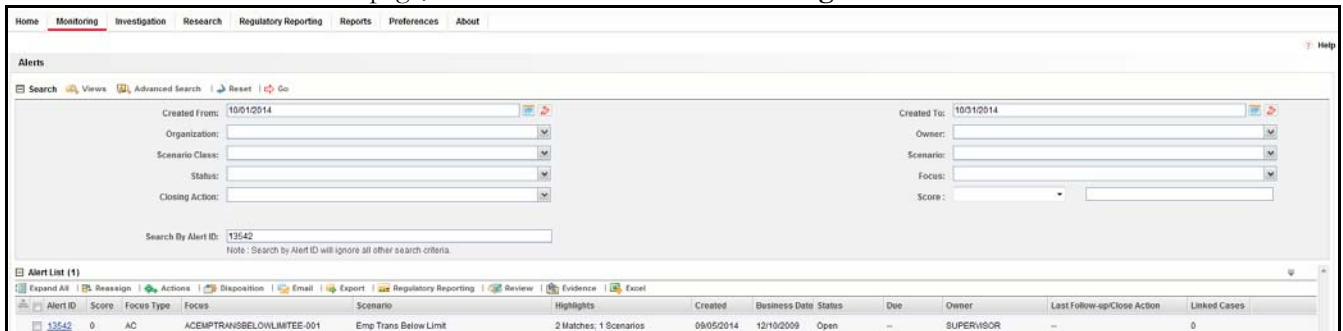 Home Monitoring Investigation Research Regulatory Reporting Reports Preferences About
? Help
Alerts
Search Views Advanced Search | Reset | Go
Created From: 10/01/2014 Created To: 10/31/2014
Organization: Owner:
Scenario Class: Scenario:
Status: Focus:
Closing Action: Score :
Search By Alert ID: 13542
Note : Search by Alert ID will ignore all other search criteria.
Alert List (1)
Expand All | Reassign | Actions | Disposition | Email | Export | Regulatory Reporting | Review | Evidence | Excel
Alert ID Score Focus Type Focus Scenario Highlights Created Business Date Status Due Owner Last Follow-up/Close Action Linked Cases
13542 0 AC ACEMPTRANSBELOWLIMITEE-001 Emp Trans Below Limit 2 Matches; 1 Scenarios 09/05/2014 12/10/2009 Open -- SUPERVISOR -- 0